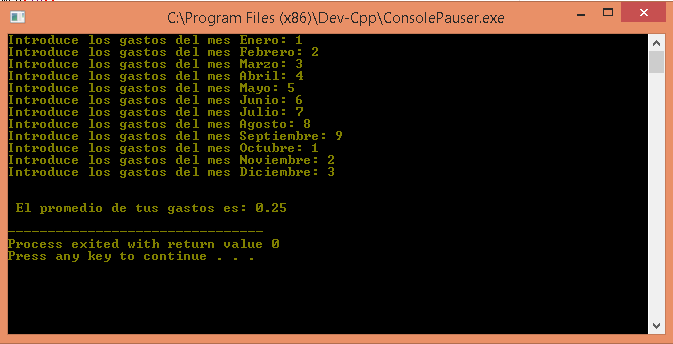 C:\Program Files (x86)\Dev-Cpp\ConsolePauser.exe
Introduce los gastos del mes Enero: 1
Introduce los gastos del mes Febrero: 2
Introduce los gastos del mes Marzo: 3
Introduce los gastos del mes Abril: 4
Introduce los gastos del mes Mayo: 5
Introduce los gastos del mes Junio: 6
Introduce los gastos del mes Julio: 7
Introduce los gastos del mes Agosto: 8
Introduce los gastos del mes Septiembre: 9
Introduce los gastos del mes Octubre: 1
Introduce los gastos del mes Noviembre: 2
Introduce los gastos del mes Diciembre: 3
El promedio de tus gastos es: 0.25
--------------------------------
Process exited with return value 0
Press any key to continue . . .